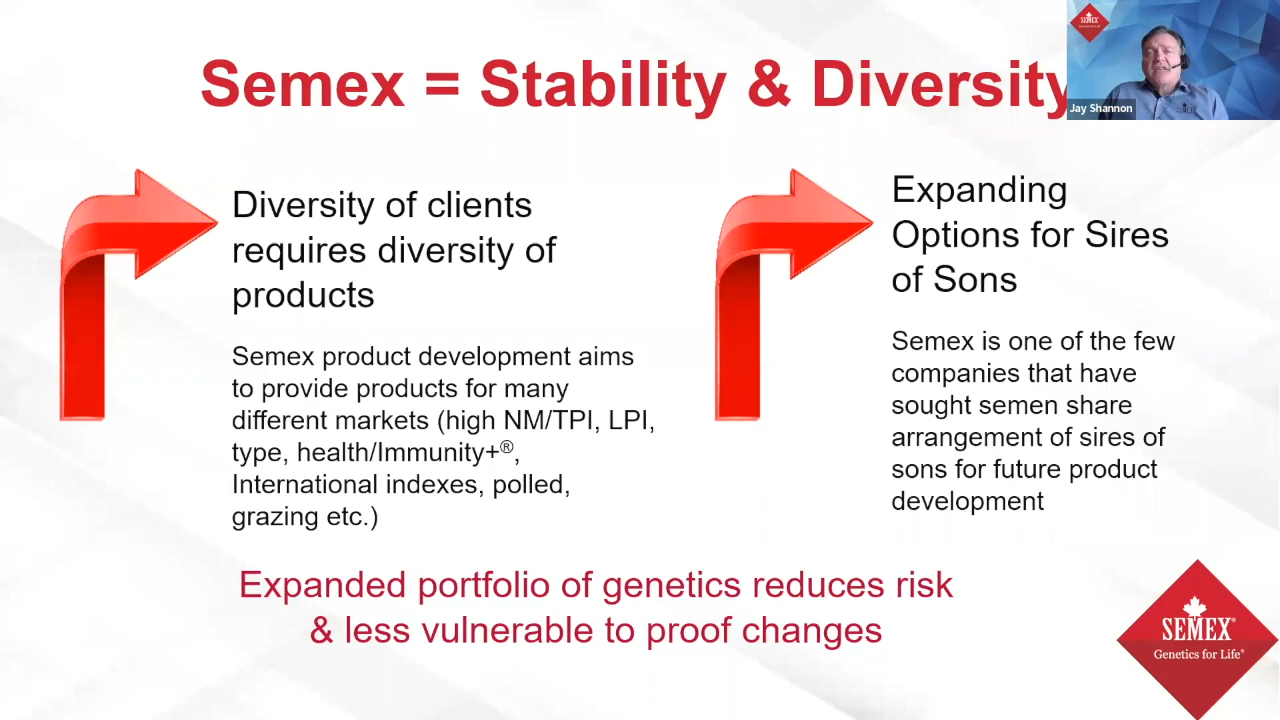 Semex = Stability & Diversity
SEMEX
Jay Shannon
Diversity of clients
requires diversity of
products
Semex product development aims
to provide products for many
different markets (high NM/TPI, LPI,
type, health/Immunity+®,
International indexes, polled,
grazing etc.)
Expanding
Options for Sires
of Sons
Semex is one of the few
companies that have
sought semen share
arrangement of sires of
sons for future product
development
Expanded portfolio of genetics reduces risk
& less vulnerable to proof changes
SEMEX®
Genetics for Life®